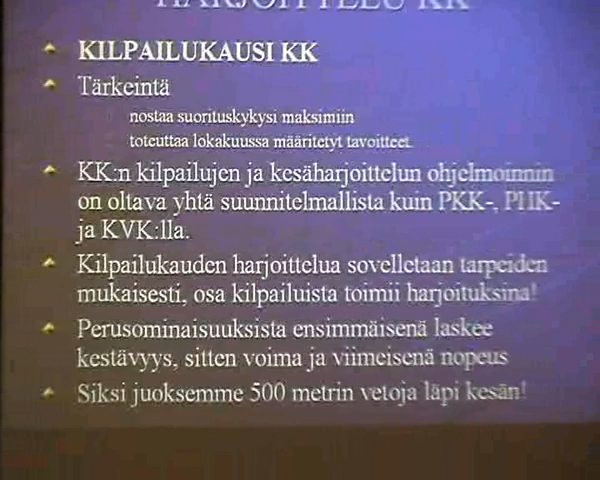 HARJOITTELU KK
KILPAILUKAUSI KK
Tärkeintä
nostaa suorituskykysi maksimiin
toteuttaa lokakuussa määritetyt tavoitteet
KK:n kilpailujen ja kesäharjoittelun ohjelmoinnin
on oltava yhtä suunnitelmallista kuin PKK-, PHK-
ja KVK:lla.
Kilpailukauden harjoittelua sovelletaan tarpeiden
mukaisesti, osa kilpailuista toimii harjoituksina!
Perusominaisuuksista ensimmäisenä laskee
kestävyys, sitten voima ja viimeisenä nopeus
Siksi juoksemme 500 metrin vetoja läpi kesän!